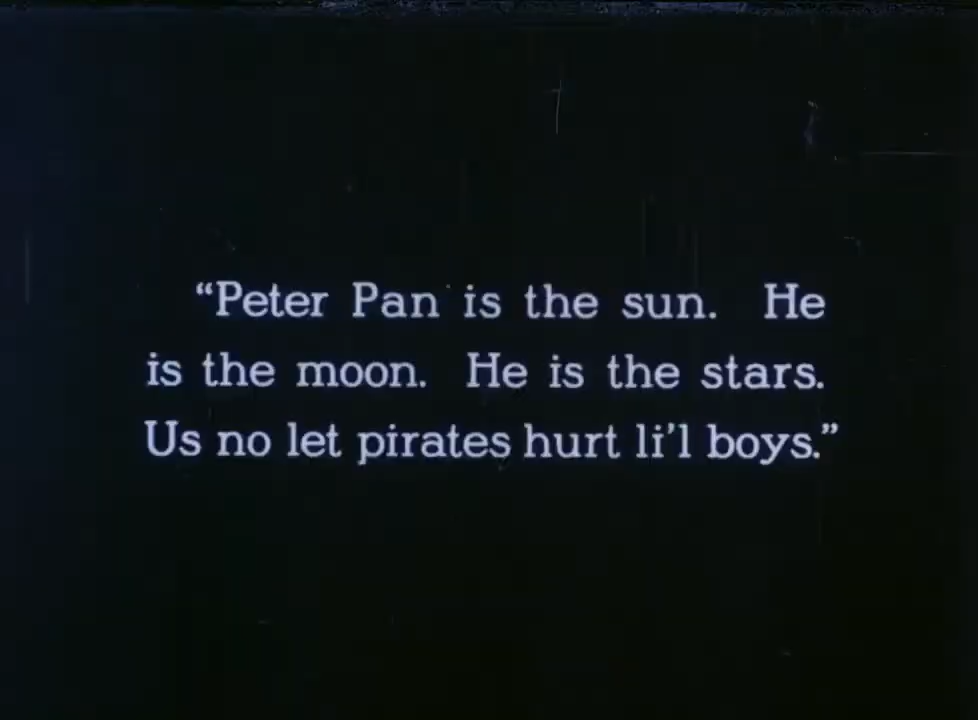 “Peter Pan is the sun. He
is the moon. He is the stars.
Us no let pirates hurt li’l boys.”